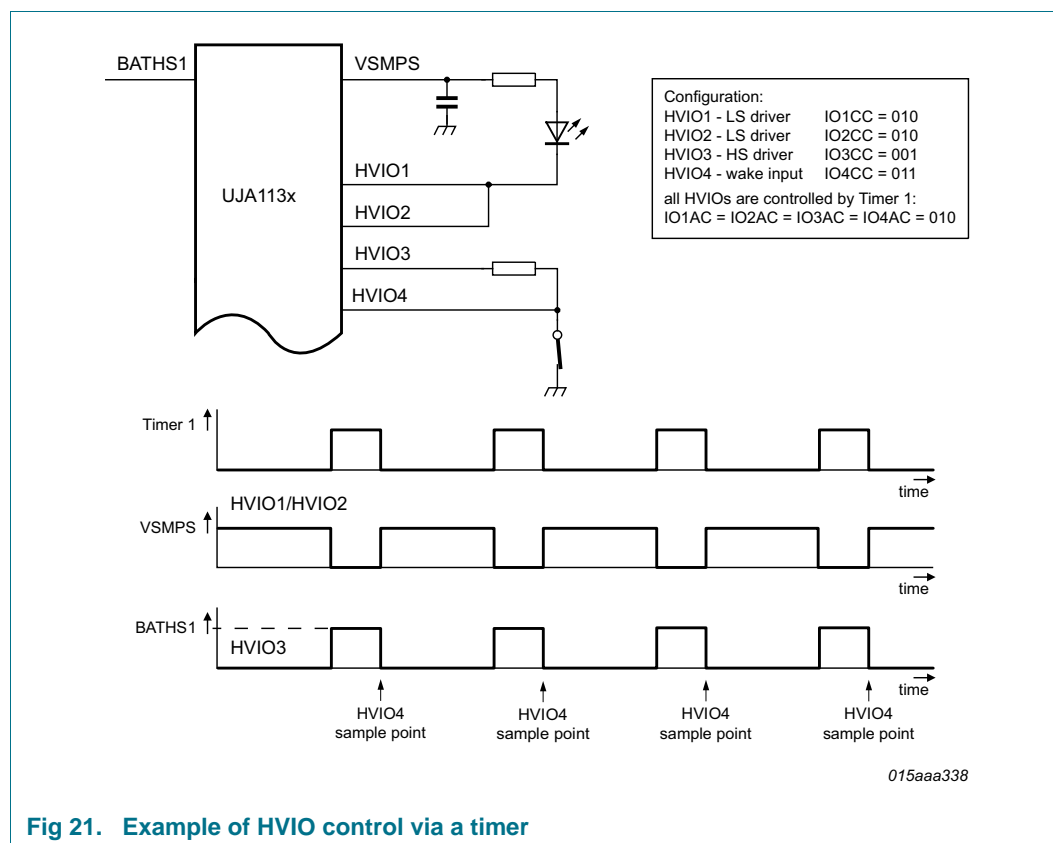 BATHS1
VSMPS
Configuration:
HVIO1 - LS driver IO1CC = 010
HVIO2 - LS driver IO2CC = 010
HVIO3 - HS driver IO3CC = 001
HVIO4 - wake input IO4CC = 011
all HVIOs are controlled by Timer 1:
IO1AC = IO2AC = IO3AC = IO4AC = 010
HVIO1
UJA113x
HVIO2
HVIO3
HVIO4
Timer 1
time
HVIO1/HVIO2
VSMPS
time
BATHS1
HVIO3
time
HVIO4
sample point
HVIO4
sample point
HVIO4
sample point
HVIO4
sample point
015aaa338
Fig 21. Example of HVIO control via a timer